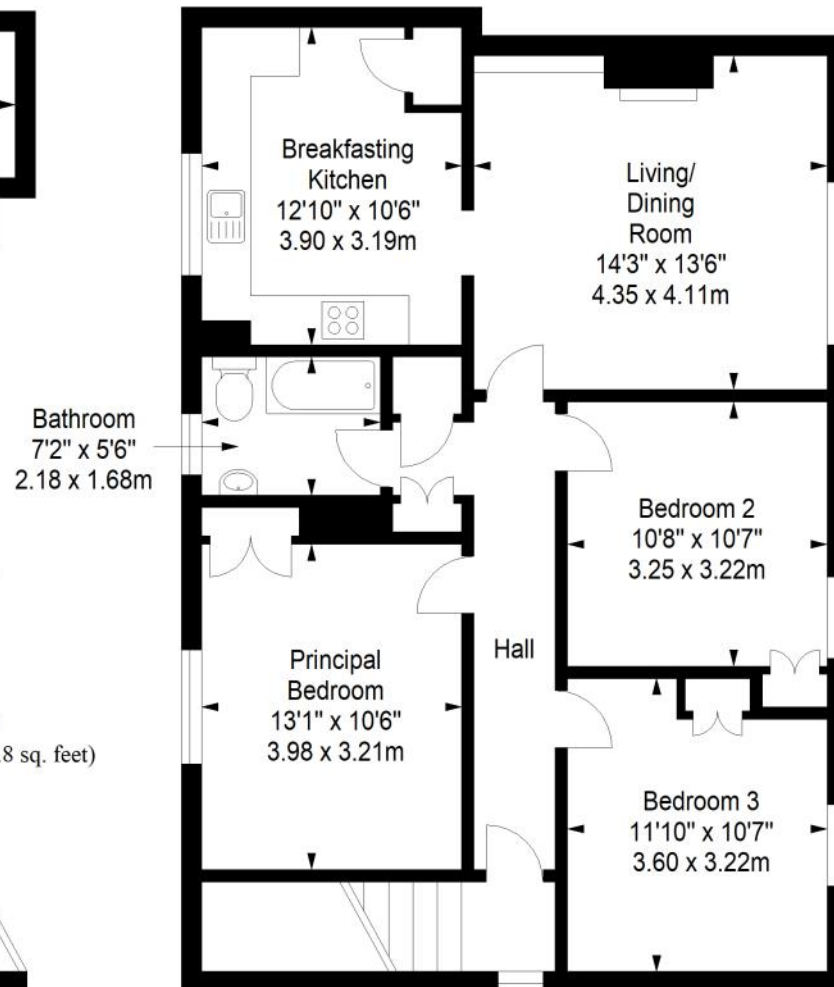 Breakfasting
Kitchen
12'10" x 10'6"
3.90 x 3.19m
Living/
Dining
Room
14'3" x 13'6"
4.35 x 4.11m
Bathroom
7'2" x 5'6"
2.18 x 1.68m
Bedroom 2
10'8" x 10'7"
3.25 x 3.22m
Hall
Principal
Bedroom
13'1" x 10'6"
3.98 x 3.21m
8 sq. feet)
Bedroom 3
11'10" x 10'7"
3.60 x 3.22m